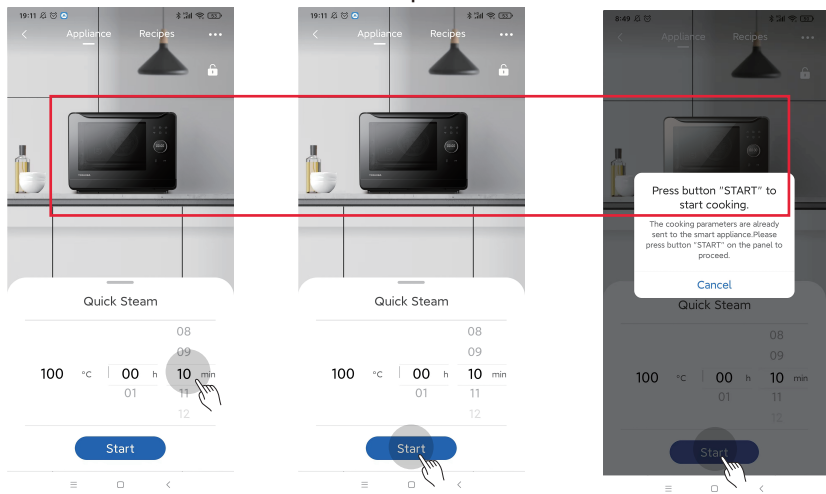 19:11
Appliance Recipes
TOSHIBA
Quick Steam
08
09
100 °C 00 h 10 min
01 11
12
Start
19:11
Appliance Recipes
TOSHIBA
Quick Steam
08
09
100 °C 00 h 10 min
01 11
12
Start
8:49
Appliance Recipes
Press button "START" to
start cooking.
The cooking parameters are already
sent to the smart appliance.Please
press button "START" on the panel to
proceed.
Cancel
Quick Steam
08
09
100 °C 00 h 10 min
01 11
12
Start